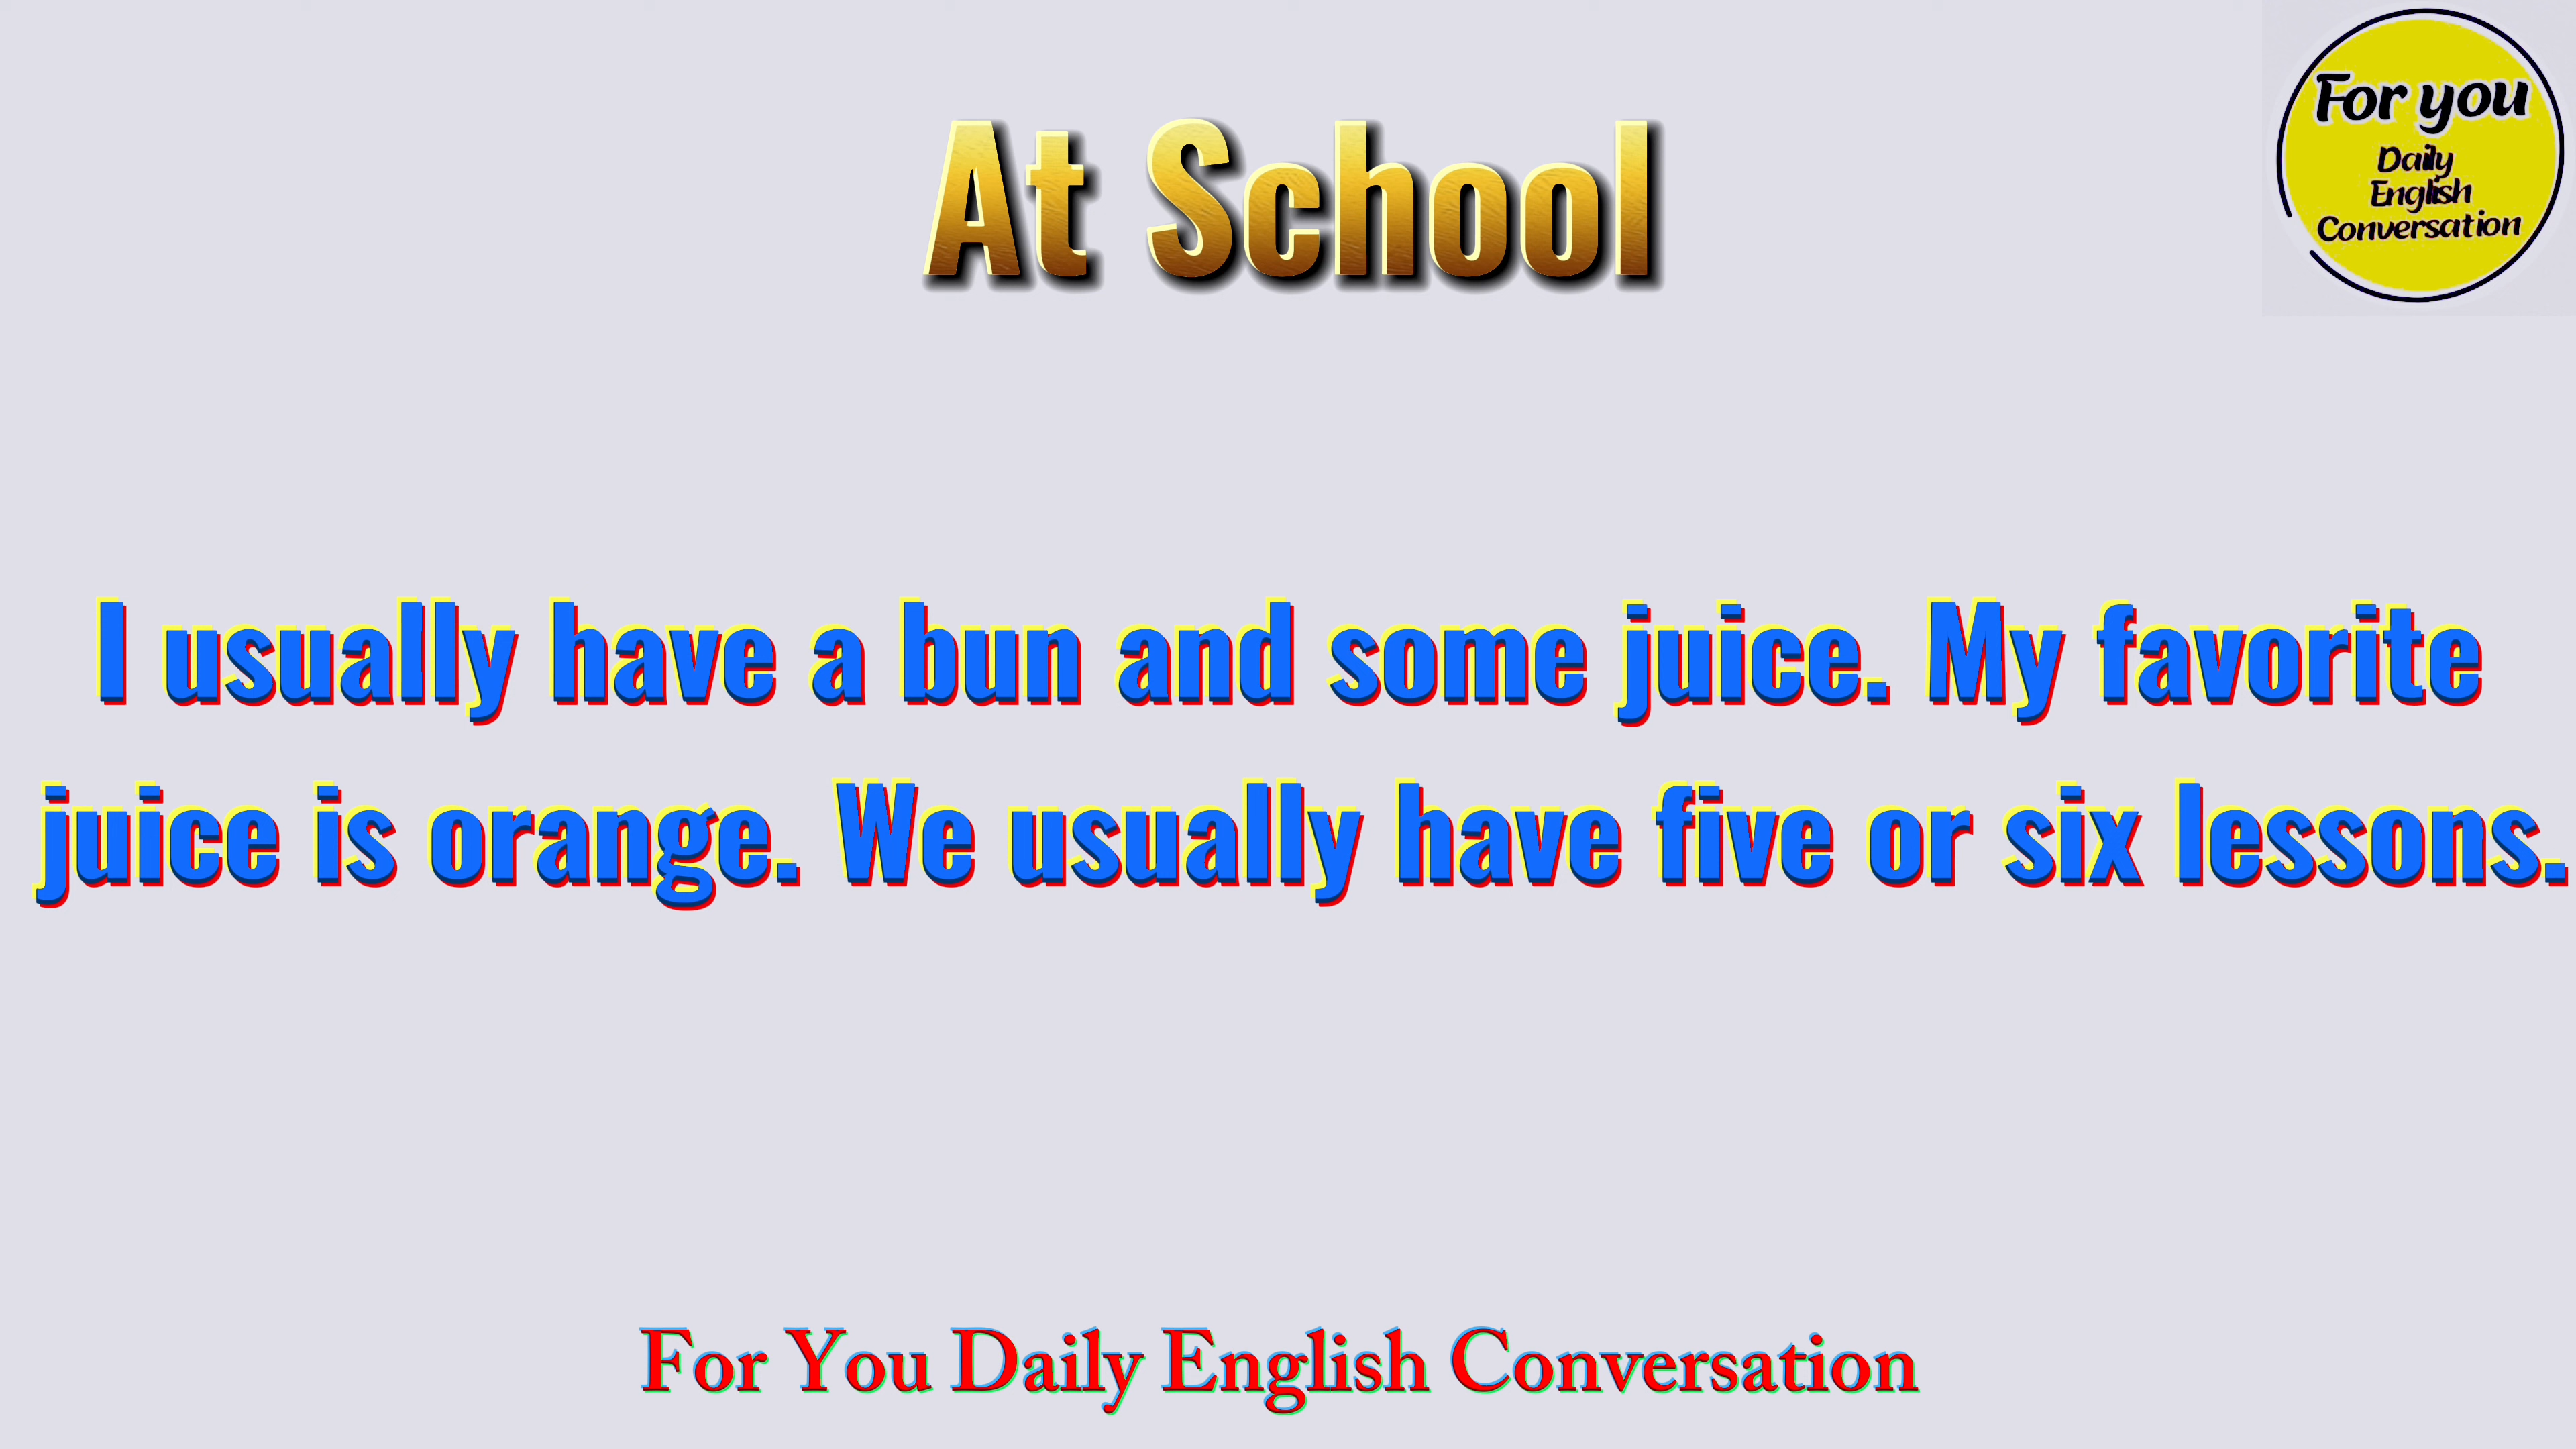 At School
For you
Daily
English
Conversation
I usually have a bun and some juice. My favorite
juice is orange. We usually have five or six lessons.
For You Daily English Conversation